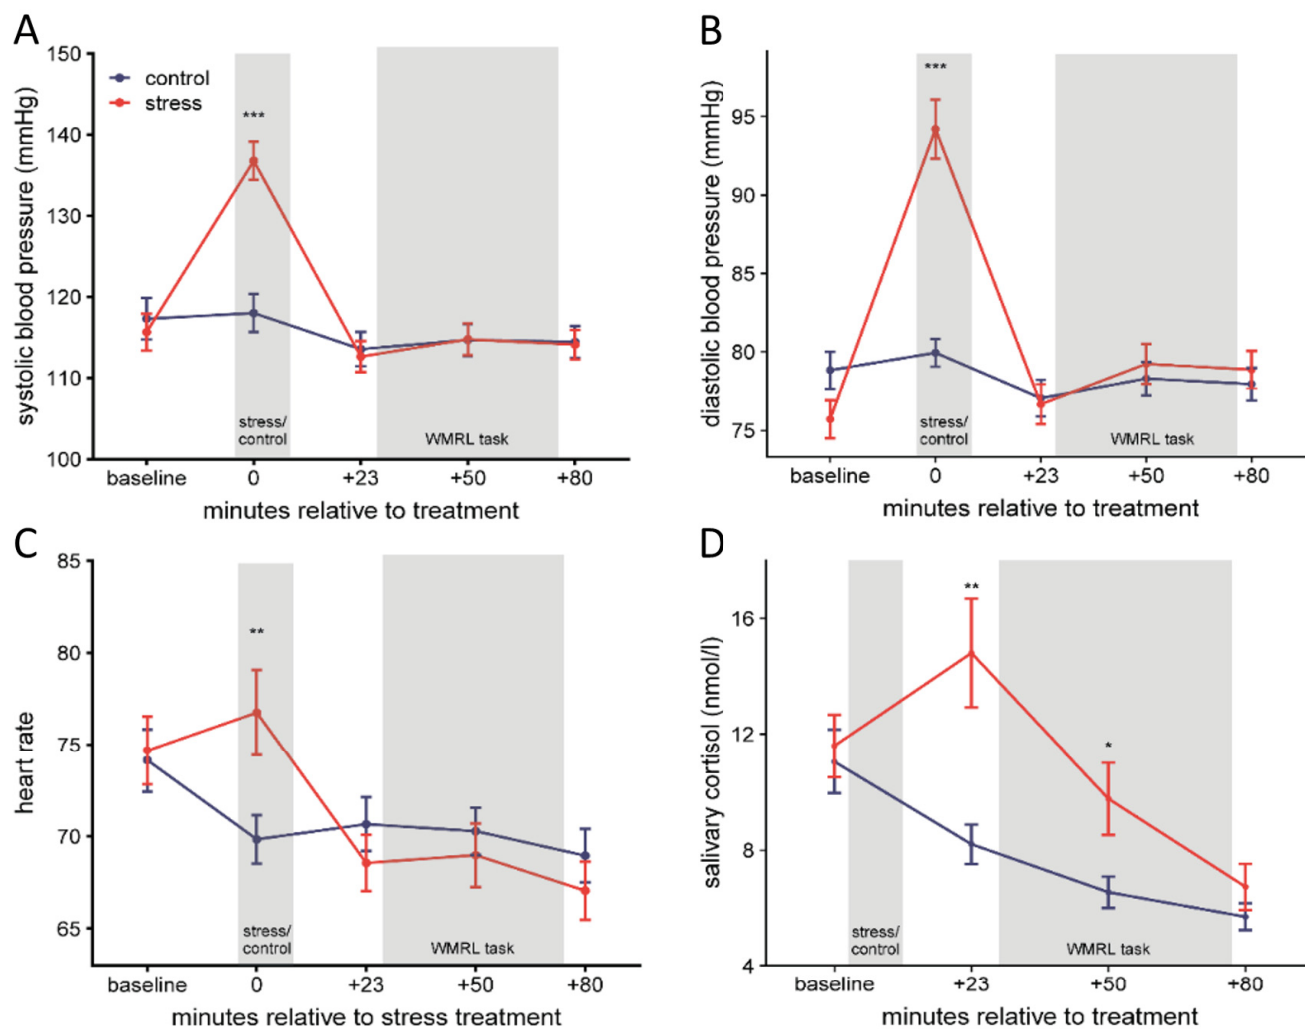 A
150
140
130
120
110
100
systolic blood pressure (mmHg)
control
stress
***
stress/
control
WMRL task
baseline
0
+23
+50
+80
minutes relative to treatment
B
95
90
85
80
75
diastolic blood pressure (mmHg)
***
stress/
control
WMRL task
baseline
0
+23
+50
+80
minutes relative to treatment
C
85
80
75
70
65
heart rate
**
stress/
control
WMRL task
baseline
0
+23
+50
+80
minutes relative to stress treatment
D
16
12
8
4
salivary cortisol (nmol/l)
**
*
stress/
control
WMRL task
baseline
+23
+50
+80
minutes relative to treatment